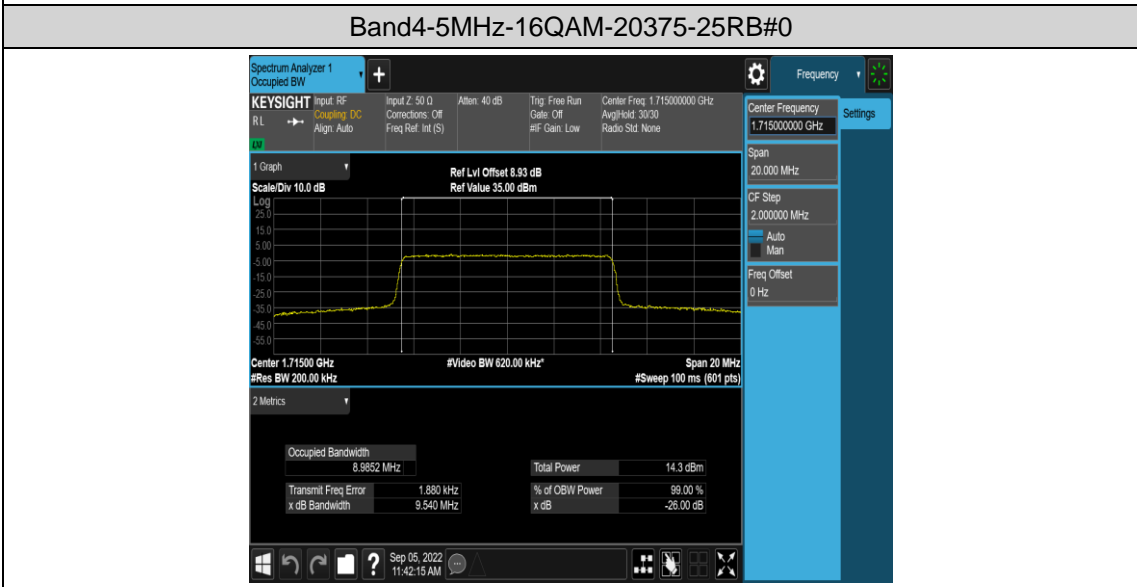 Band4-5MHz-16QAM-20375-25RB#0
Spectrum Analyzer 1
Occupied BW
+
Frequency
KEYSIGHT
RL
LXI
Input: RF
Coupling: DC
Align: Auto
Input Z: 50 Ω
Corrections: Off
Freq Ref: Int (S)
Atten: 40 dB
Trig: Free Run
Gate: Off
#IF Gain: Low
Center Freq: 1.715000000 GHz
Avg|Hold: 30/30
Radio Std: None
Center Frequency
1.715000000 GHz
Settings
Span
20.000 MHz
CF Step
2.000000 MHz
Auto
Man
Freq Offset
0 Hz
1 Graph
Scale/Div 10.0 dB
Ref Lvl Offset 8.93 dB
Ref Value 35.00 dBm
Log
25.0
15.0
5.00
-5.00
-15.0
-25.0
-35.0
-45.0
-55.0
Center 1.71500 GHz
#Video BW 620.00 kHz*
Span 20 MHz
#Res BW 200.00 kHz
#Sweep 100 ms (601 pts)
2 Metrics
Occupied Bandwidth
8.9852 MHz
Total Power 14.3 dBm
Transmit Freq Error 1.880 kHz
% of OBW Power 99.00 %
x dB Bandwidth 9.540 MHz
x dB -26.00 dB
?
Sep 05, 2022
11:42:15 AM